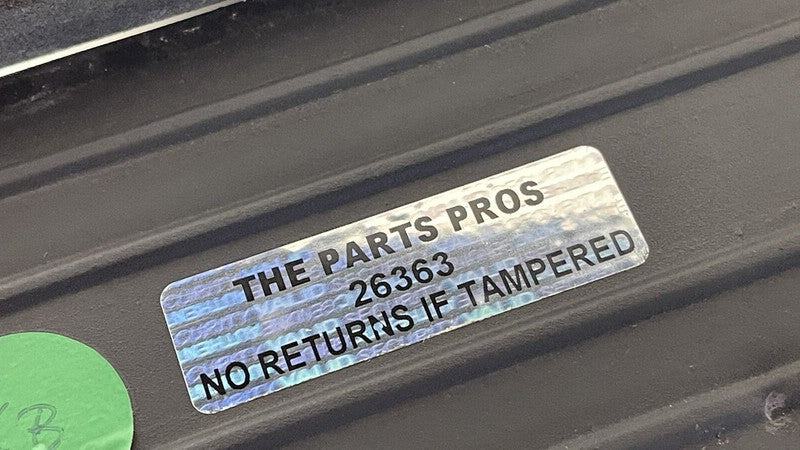 THE PARTS PROS
26363
NO RETURNS IF TAMPERED
B